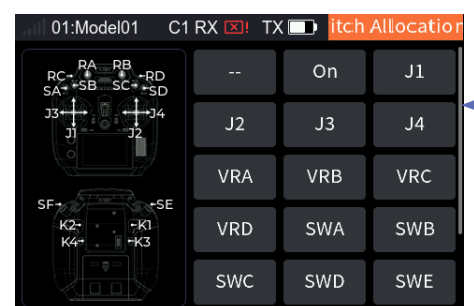 01:Model01 C1 RX ! TX itch Allocation
RA RB
RC RD
SA SB SC SD
J3 J4
J1 J2
SF SE
K2 K1
K4 K3
-- On J1
J2 J3 J4
VRA VRB VRC
VRD SWA SWB
SWC SWD SWE